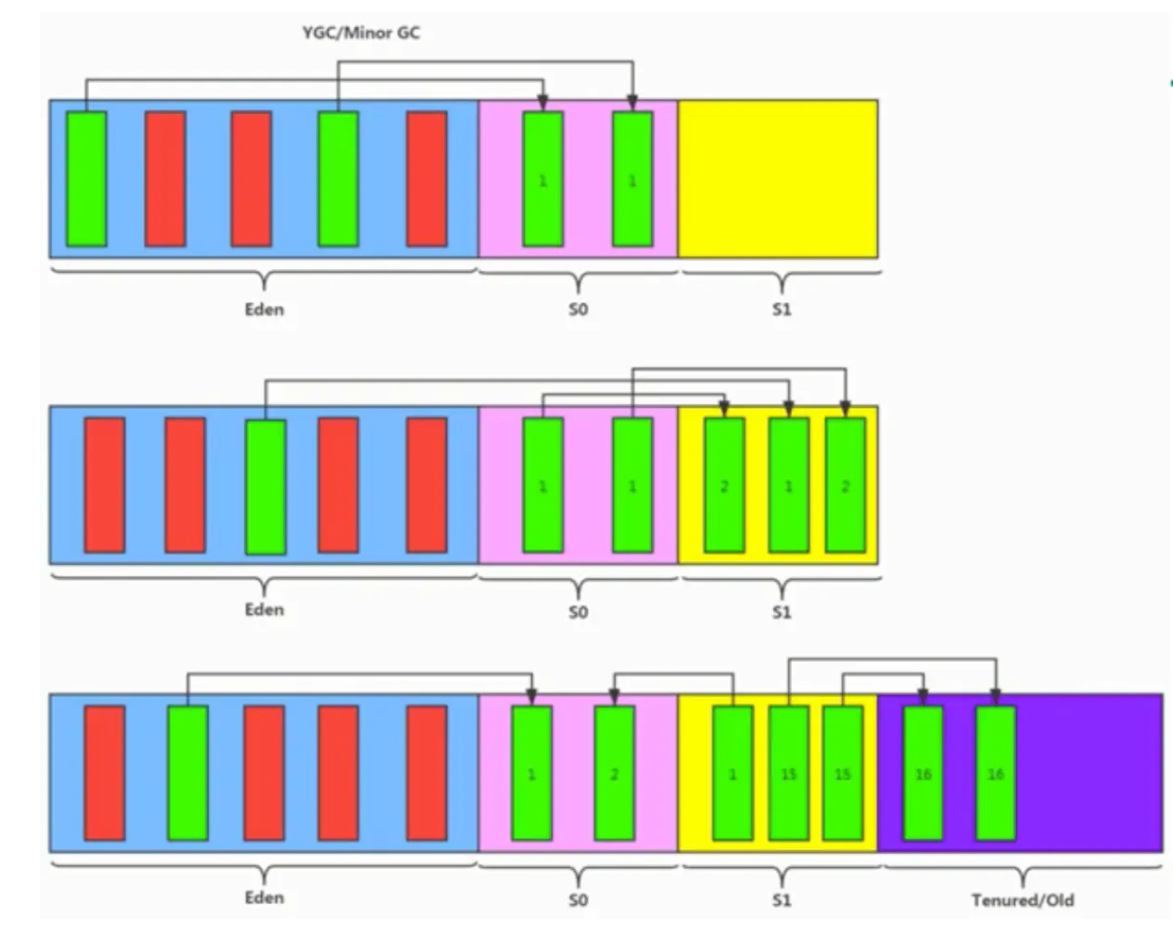 YGC/Minor GC
1 1
Eden S0 S1
1 1 2 1 2
Eden S0 S1
1 2 1 15 15 16 16
Eden S0 S1 Tenured/Old